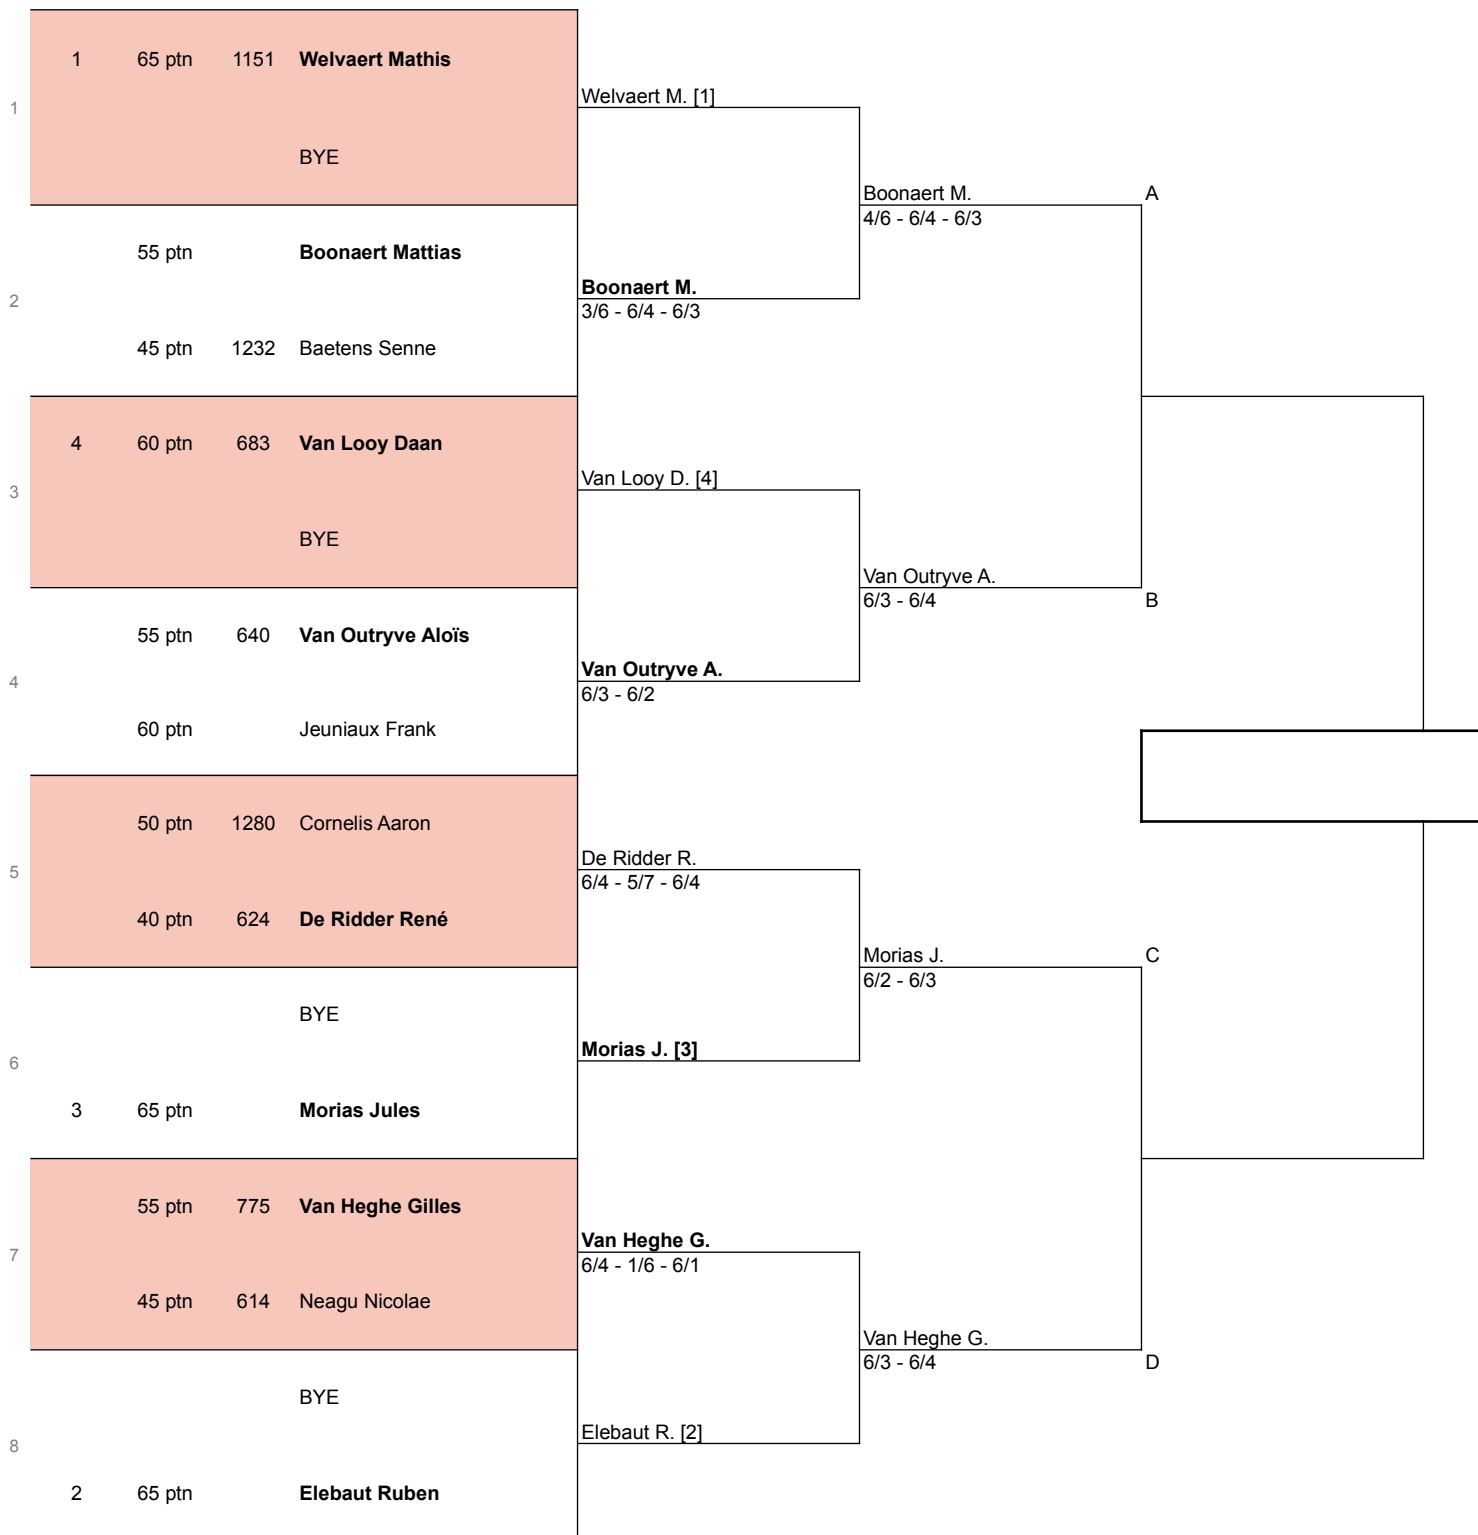 1 65 ptn 1151 Welvaert Mathis
Welvaert M. [1]
1
BYE
Boonaert M. A
4/6 - 6/4 - 6/3
55 ptn Boonaert Mattias
Boonaert M.
2
3/6 - 6/4 - 6/3
45 ptn 1232 Baetens Senne
4 60 ptn 683 Van Looy Daan
Van Looy D. [4]
3
BYE
Van Outryve A.
6/3 - 6/4 B
55 ptn 640 Van Outryve Aloïs
Van Outryve A.
4
6/3 - 6/2
60 ptn Jeuniaux Frank
50 ptn 1280 Cornelis Aaron
De Ridder R.
5
6/4 - 5/7 - 6/4
40 ptn 624 De Ridder René
Morias J. C
6/2 - 6/3
BYE
Morias J. [3]
6
3 65 ptn Morias Jules
55 ptn 775 Van Heghe Gilles
Van Heghe G.
7
6/4 - 1/6 - 6/1
45 ptn 614 Neagu Nicolae
Van Heghe G.
6/3 - 6/4 D
BYE
Elebaut R. [2]
8
2 65 ptn Elebaut Ruben